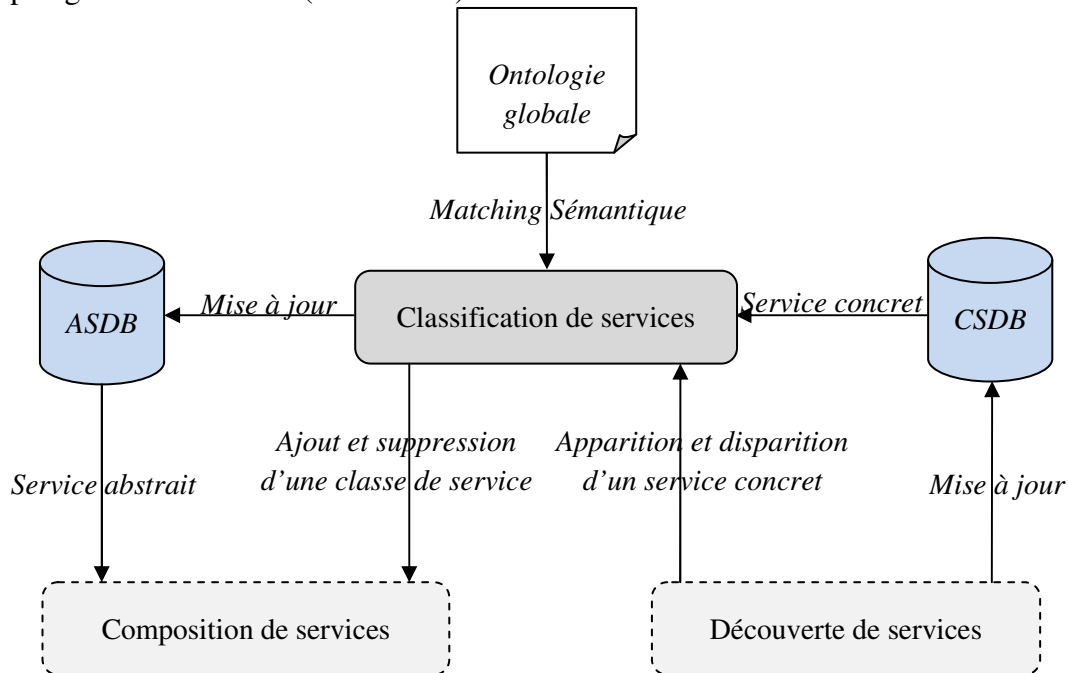 Ontologie
globale
Matching Sémantique
ASDB
Mise à jour
Classification de services
Service concret
CSDB
Ajout et suppression
d’une classe de service
Apparition et disparition
d’un service concret
Service abstrait
Mise à jour
Composition de services
Découverte de services